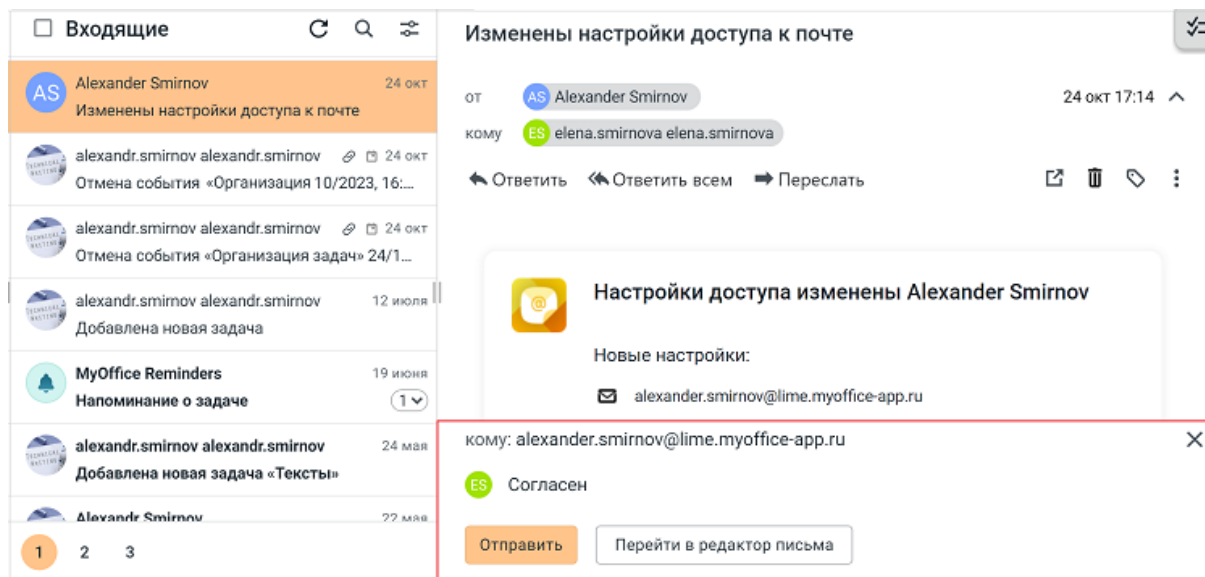 Входящие
AS Alexander Smirnov 24 окт
Изменены настройки доступа к почте
alexandr.smirnov alexandr.smirnov 24 окт
Отмена события «Организация 10/2023, 16:...
alexandr.smirnov alexandr.smirnov 24 окт
Отмена события «Организация задач» 24/1...
alexandr.smirnov alexandr.smirnov 12 июля
Добавлена новая задача
MyOffice Reminders 19 июня
Напоминание о задаче 1
alexandr.smirnov alexandr.smirnov 24 мая
Добавлена новая задача «Тексты»
Alexandr Smirnov 22 мая
1 2 3
Изменены настройки доступа к почте
от AS Alexander Smirnov 24 окт 17:14
кому ES elena.smirnova elena.smirnova
Ответить Ответить всем Переслать
Настройки доступа изменены Alexander Smirnov
Новые настройки:
alexander.smirnov@lime.myoffice-app.ru
кому: alexander.smirnov@lime.myoffice-app.ru
ES Согласен
Отправить Перейти в редактор письма